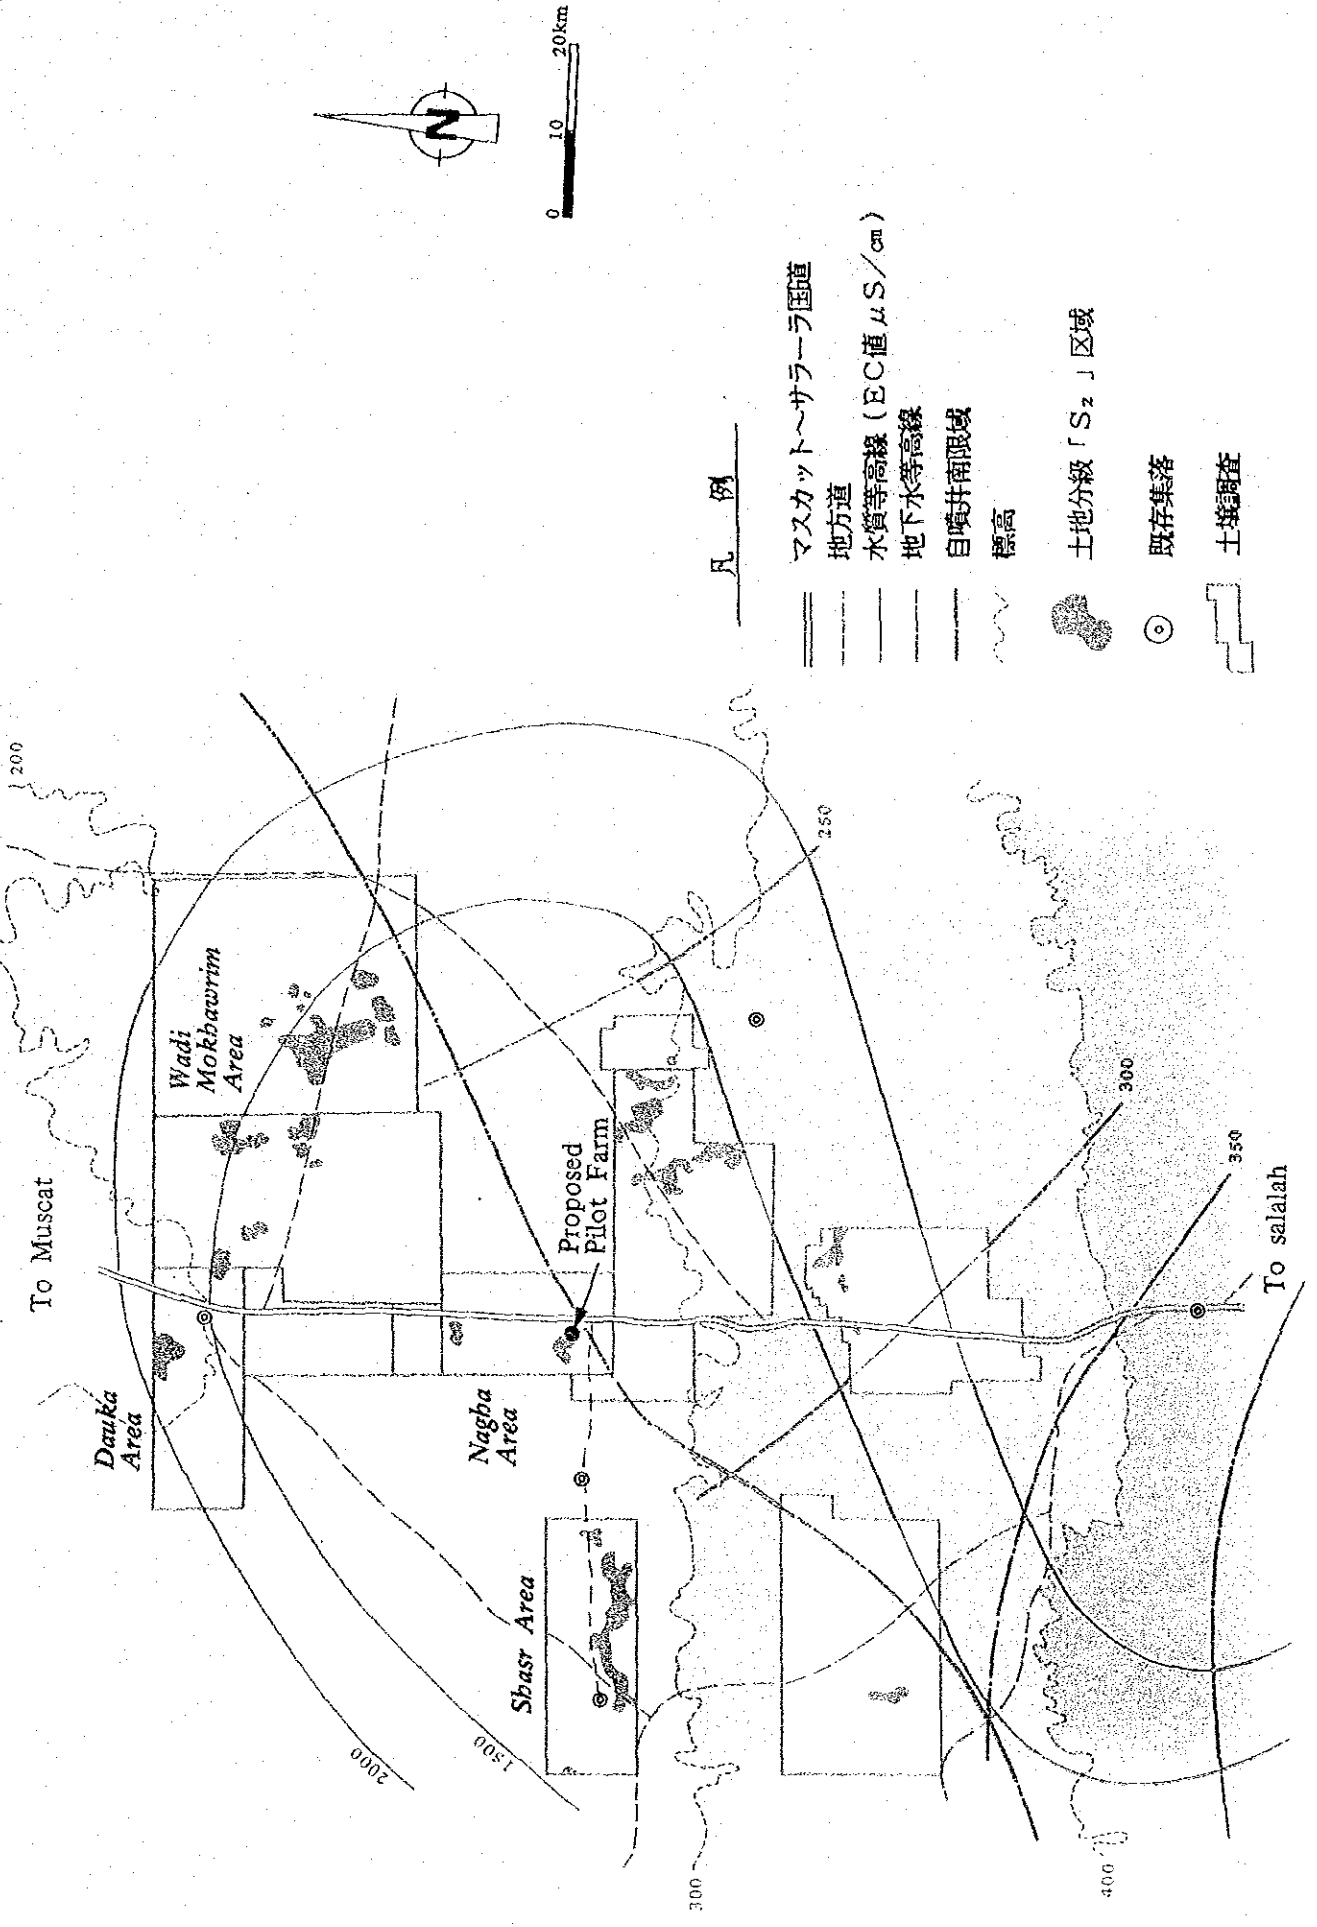 To Muscat
200
Dauka
Area
Wadi
Mokhawrim
Area
2000
1500
Nagha
Area
Shasr Area
Proposed
Pilot Farm
250
300
300
350
400
To salalah
N
0 10 20km
凡例
マスカット～サラーラ国道
地方道
水質等高線（EC値μS/cm）
地下水等高線
自噴井南限域
標高
土地分級「S₂」区域
既存集落
土壌調査